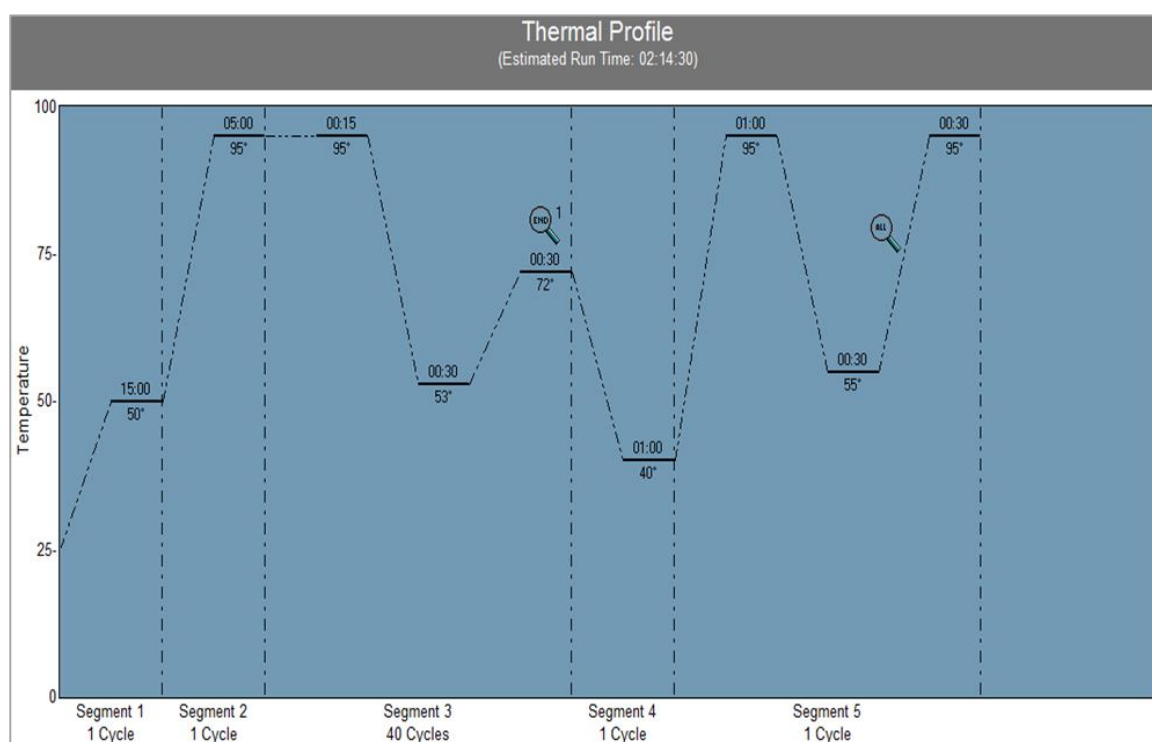 Thermal Profile
(Estimated Run Time: 02:14:30)
Temperature
100
75-
50-
25-
0
15:00
50°
05:00
95°
00:15
95°
00:30
53°
END 1
00:30
72°
01:00
40°
01:00
95°
00:30
55°
ALL
00:30
95°
Segment 1
1 Cycle
Segment 2
1 Cycle
Segment 3
40 Cycles
Segment 4
1 Cycle
Segment 5
1 Cycle